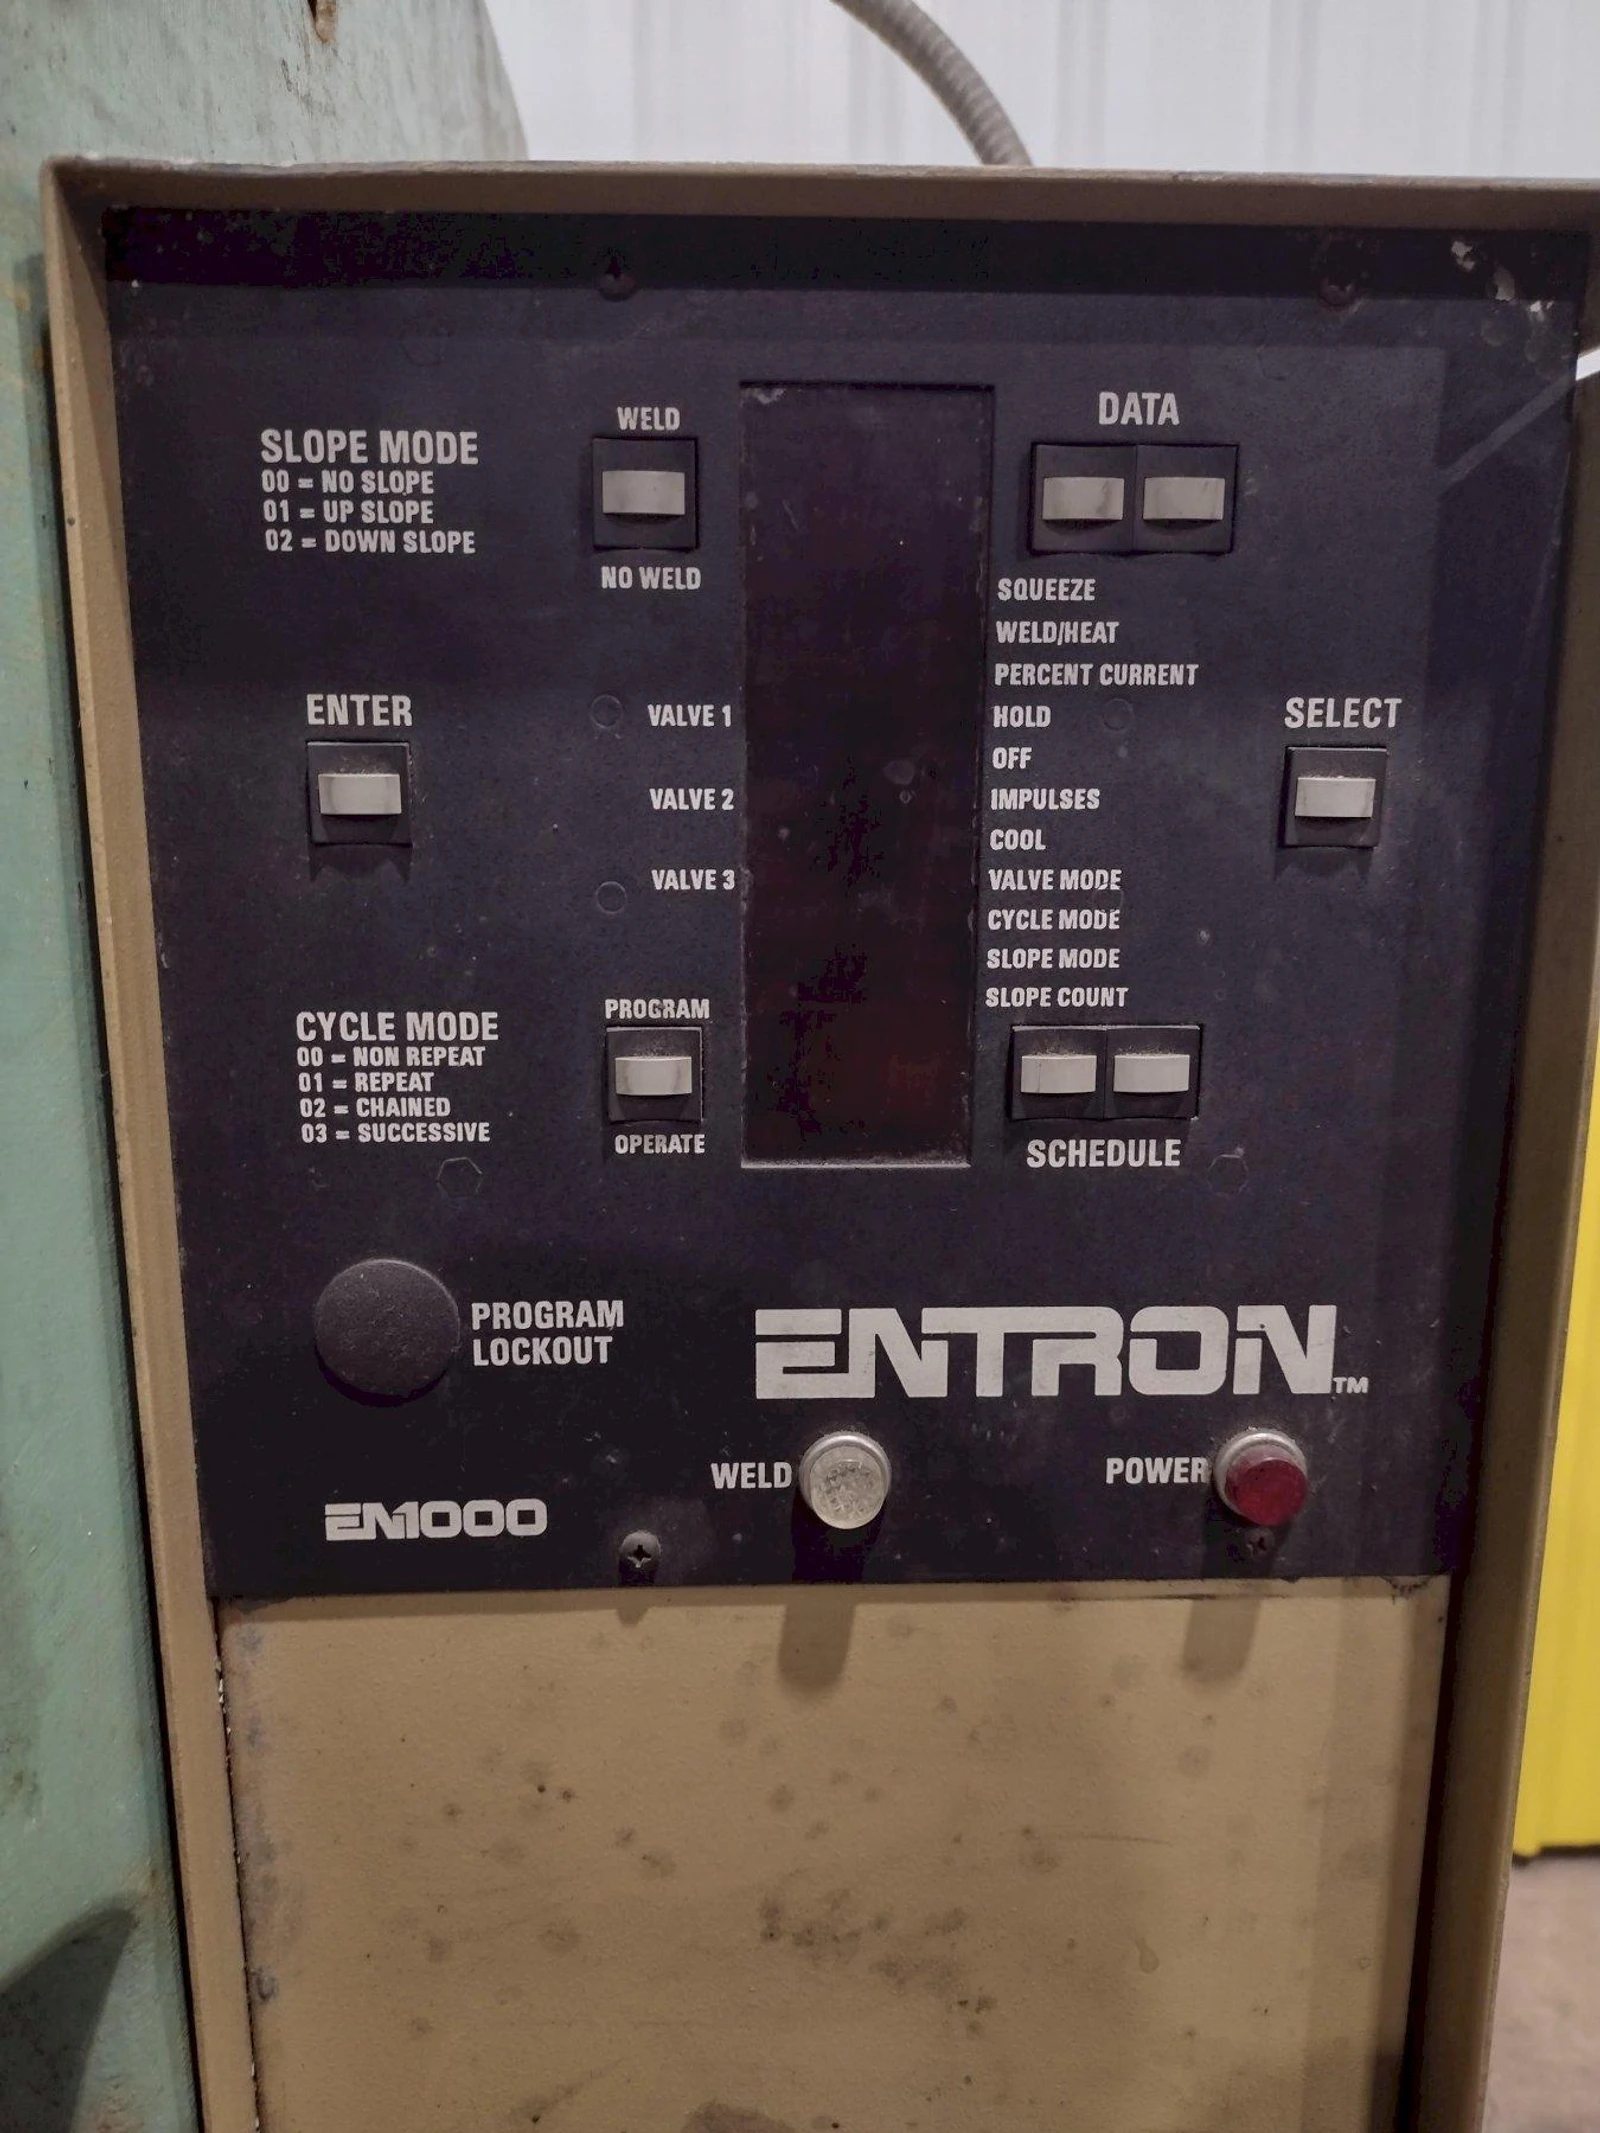 SLOPE MODE
00 = NO SLOPE
01 = UP SLOPE
02 = DOWN SLOPE
WELD
NO WELD
DATA
SQUEEZE
WELD/HEAT
PERCENT CURRENT
HOLD
OFF
IMPULSES
COOL
VALVE MODE
CYCLE MODE
SLOPE MODE
SLOPE COUNT
ENTER
VALVE 1
VALVE 2
VALVE 3
SELECT
CYCLE MODE
00 = NON REPEAT
01 = REPEAT
02 = CHAINED
03 = SUCCESSIVE
PROGRAM
OPERATE
SCHEDULE
PROGRAM
LOCKOUT
ENTRON TM
WELD
POWER
EN1000